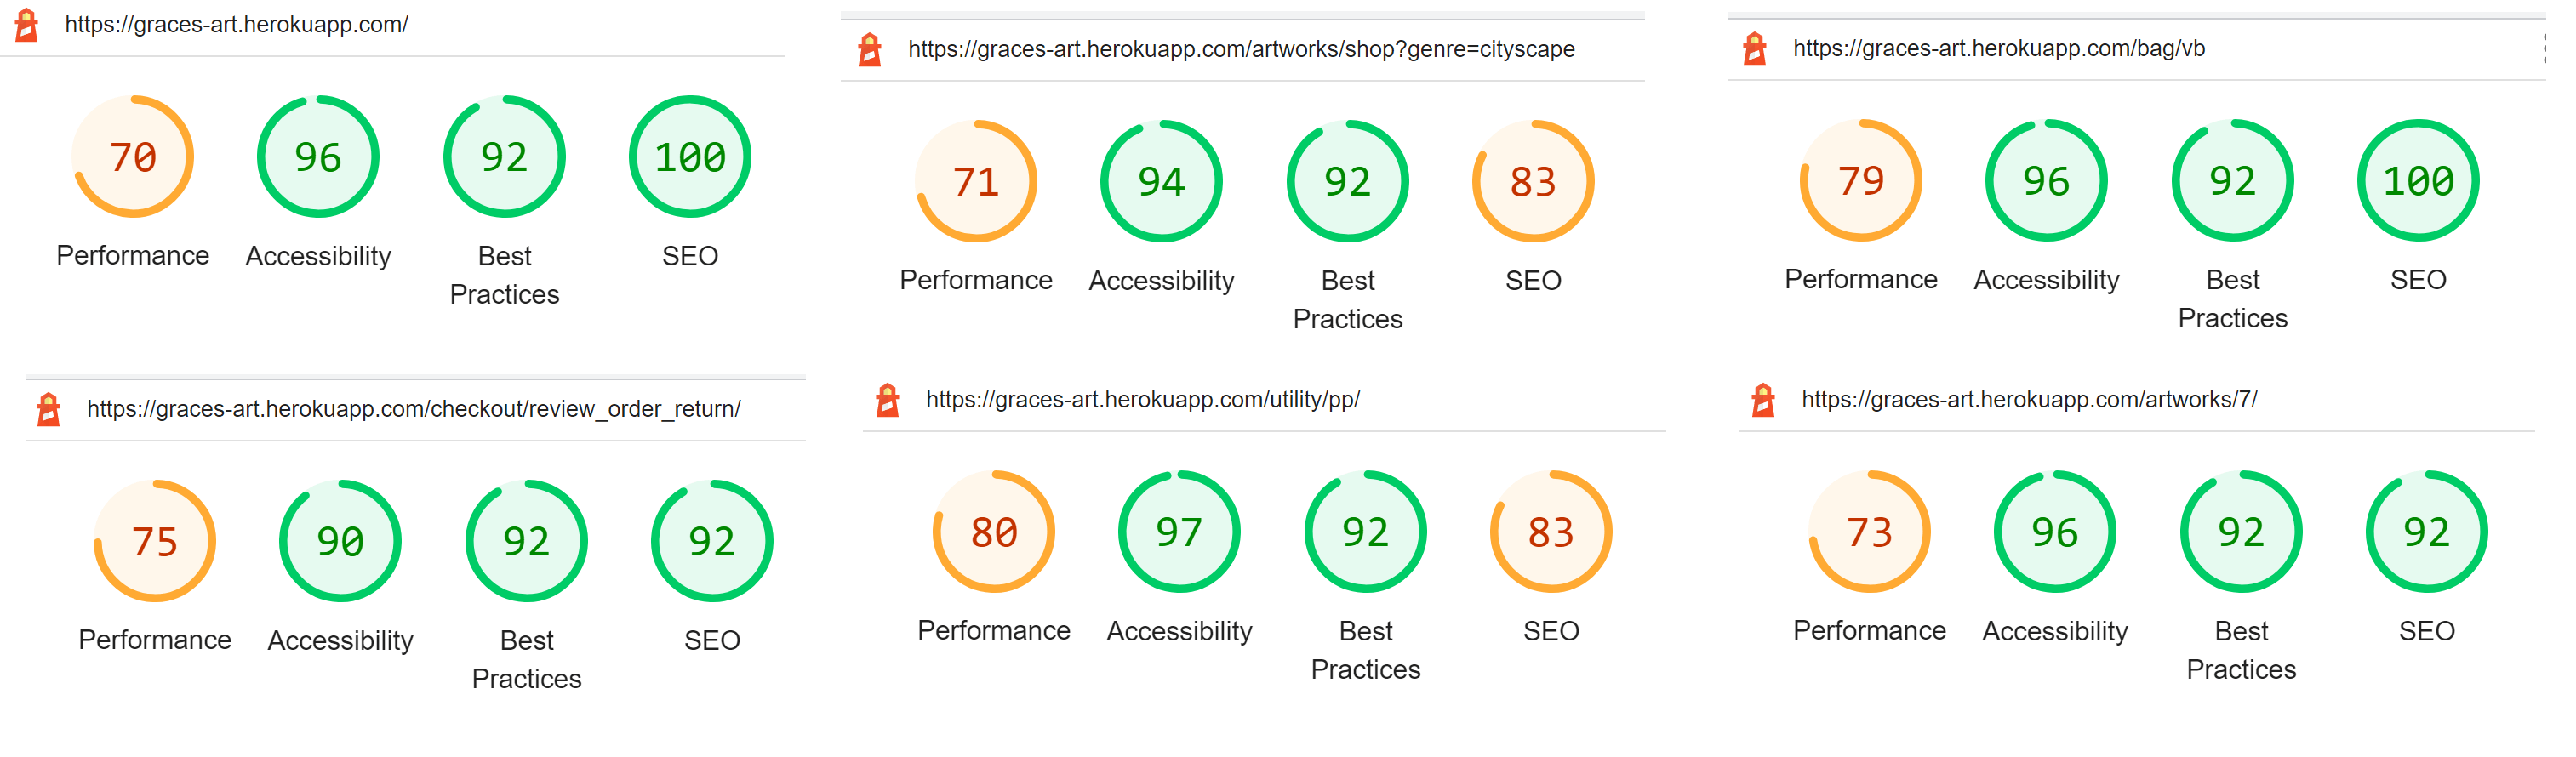 https://graces-art.herokuapp.com/
70 96 92 100
Performance Accessibility Best SEO
Practices
https://graces-art.herokuapp.com/artworks/shop?genre=cityscape
71 94 92 83
Performance Accessibility Best SEO
Practices
https://graces-art.herokuapp.com/bag/vb
79 96 92 100
Performance Accessibility Best SEO
Practices
https://graces-art.herokuapp.com/checkout/review_order_return/
75 90 92 92
Performance Accessibility Best SEO
Practices
https://graces-art.herokuapp.com/utility/pp/
80 97 92 83
Performance Accessibility Best SEO
Practices
https://graces-art.herokuapp.com/artworks/7/
73 96 92 92
Performance Accessibility Best SEO
Practices